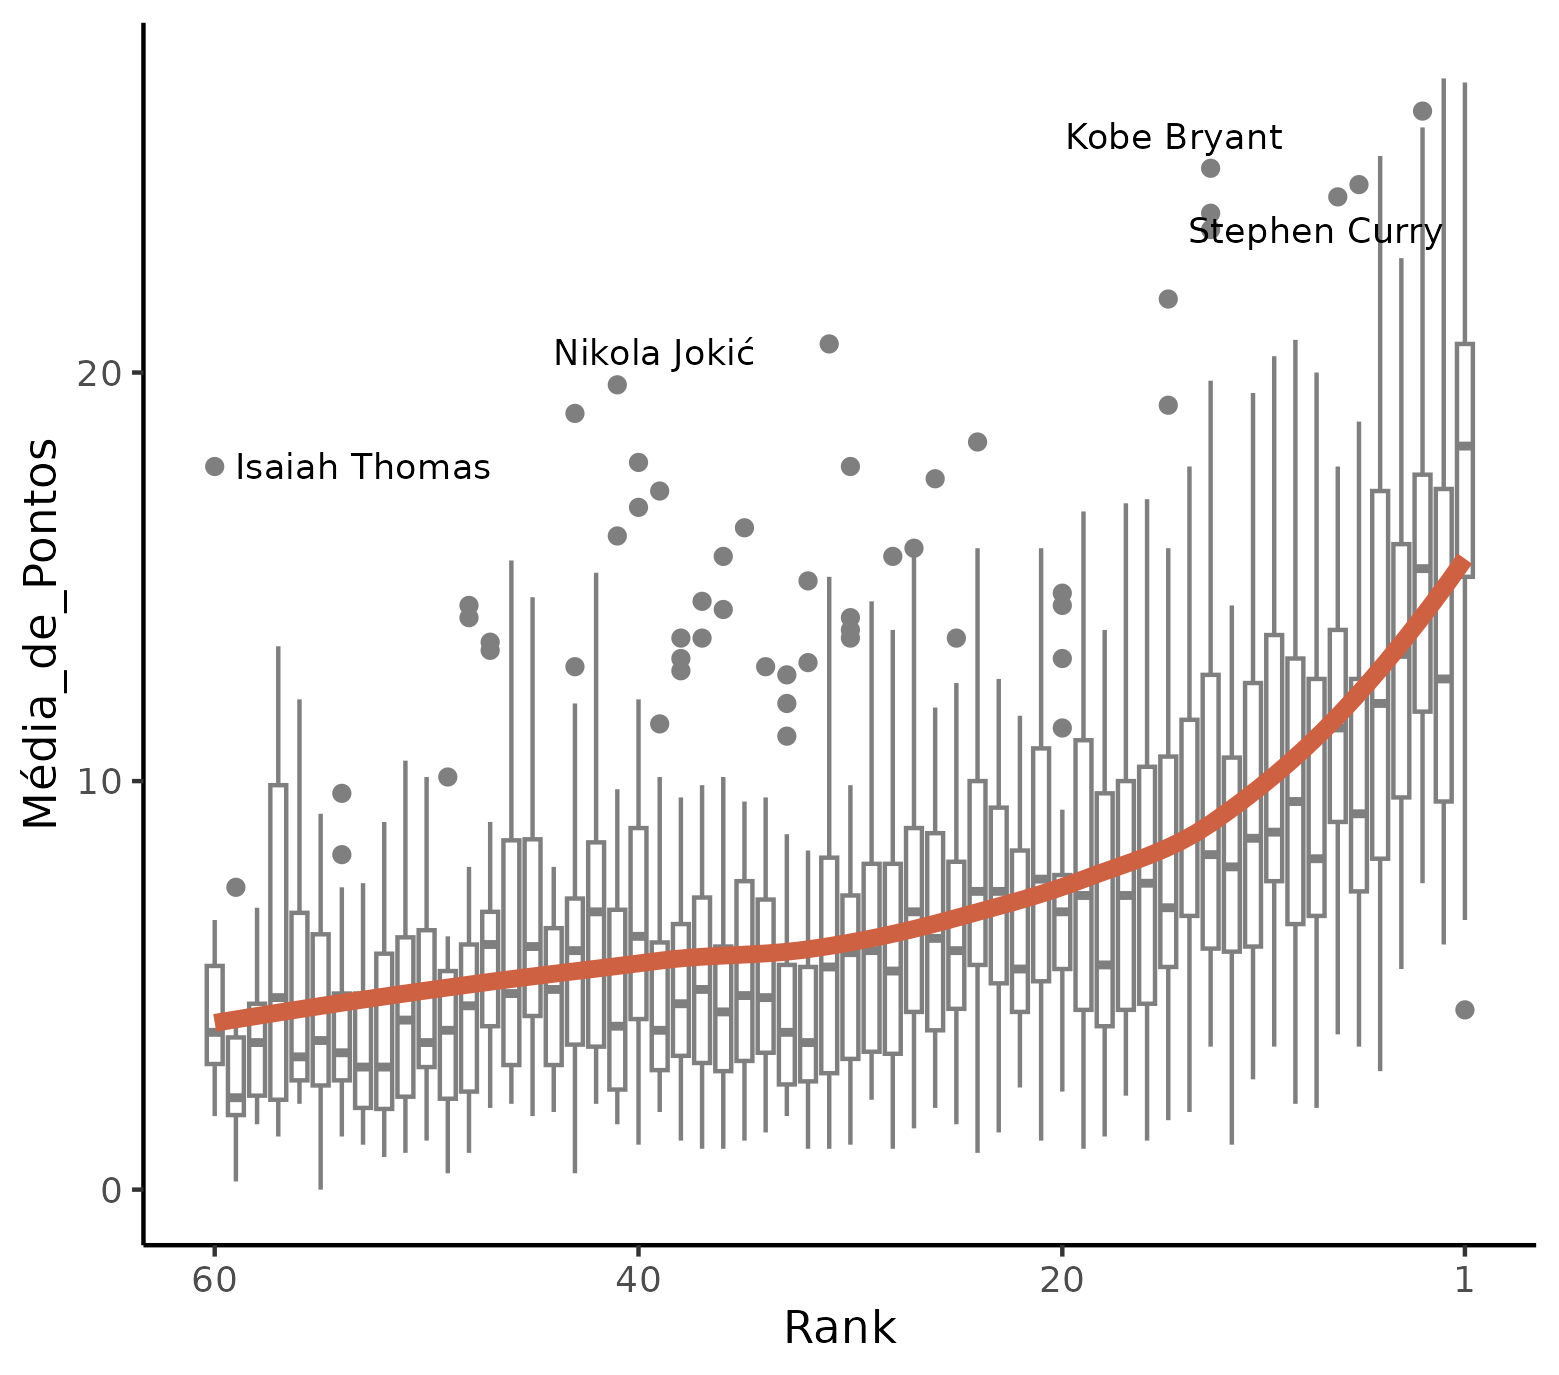 Kobe Bryant
Stephen Curry
Nikola Jokić
Isaiah Thomas
20
10
0
Média_de_Pontos
60
40
20
1
Rank